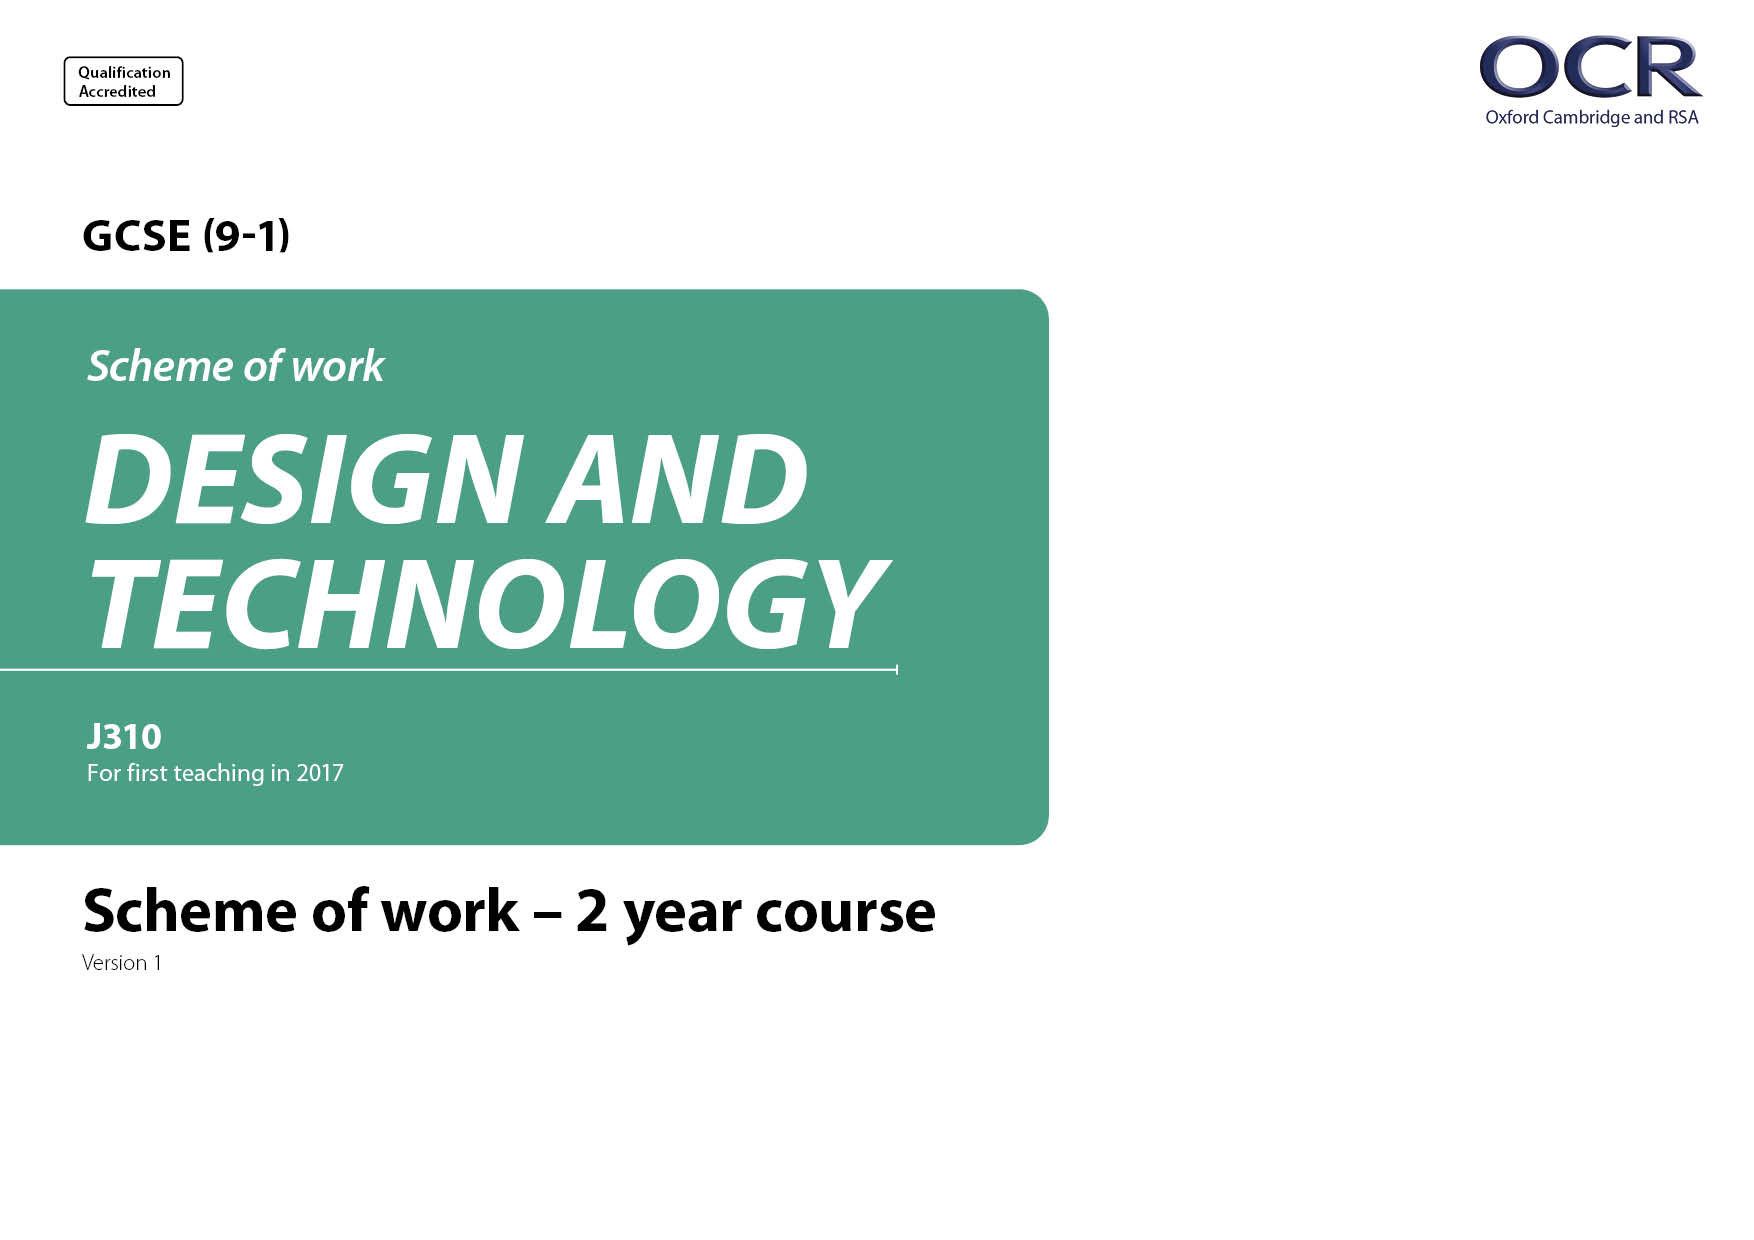 Qualification
Accredited
OCR
Oxford Cambridge and RSA
GCSE (9-1)
Scheme of work
DESIGN AND
TECHNOLOGY
J310
For first teaching in 2017
Scheme of work – 2 year course
Version 1